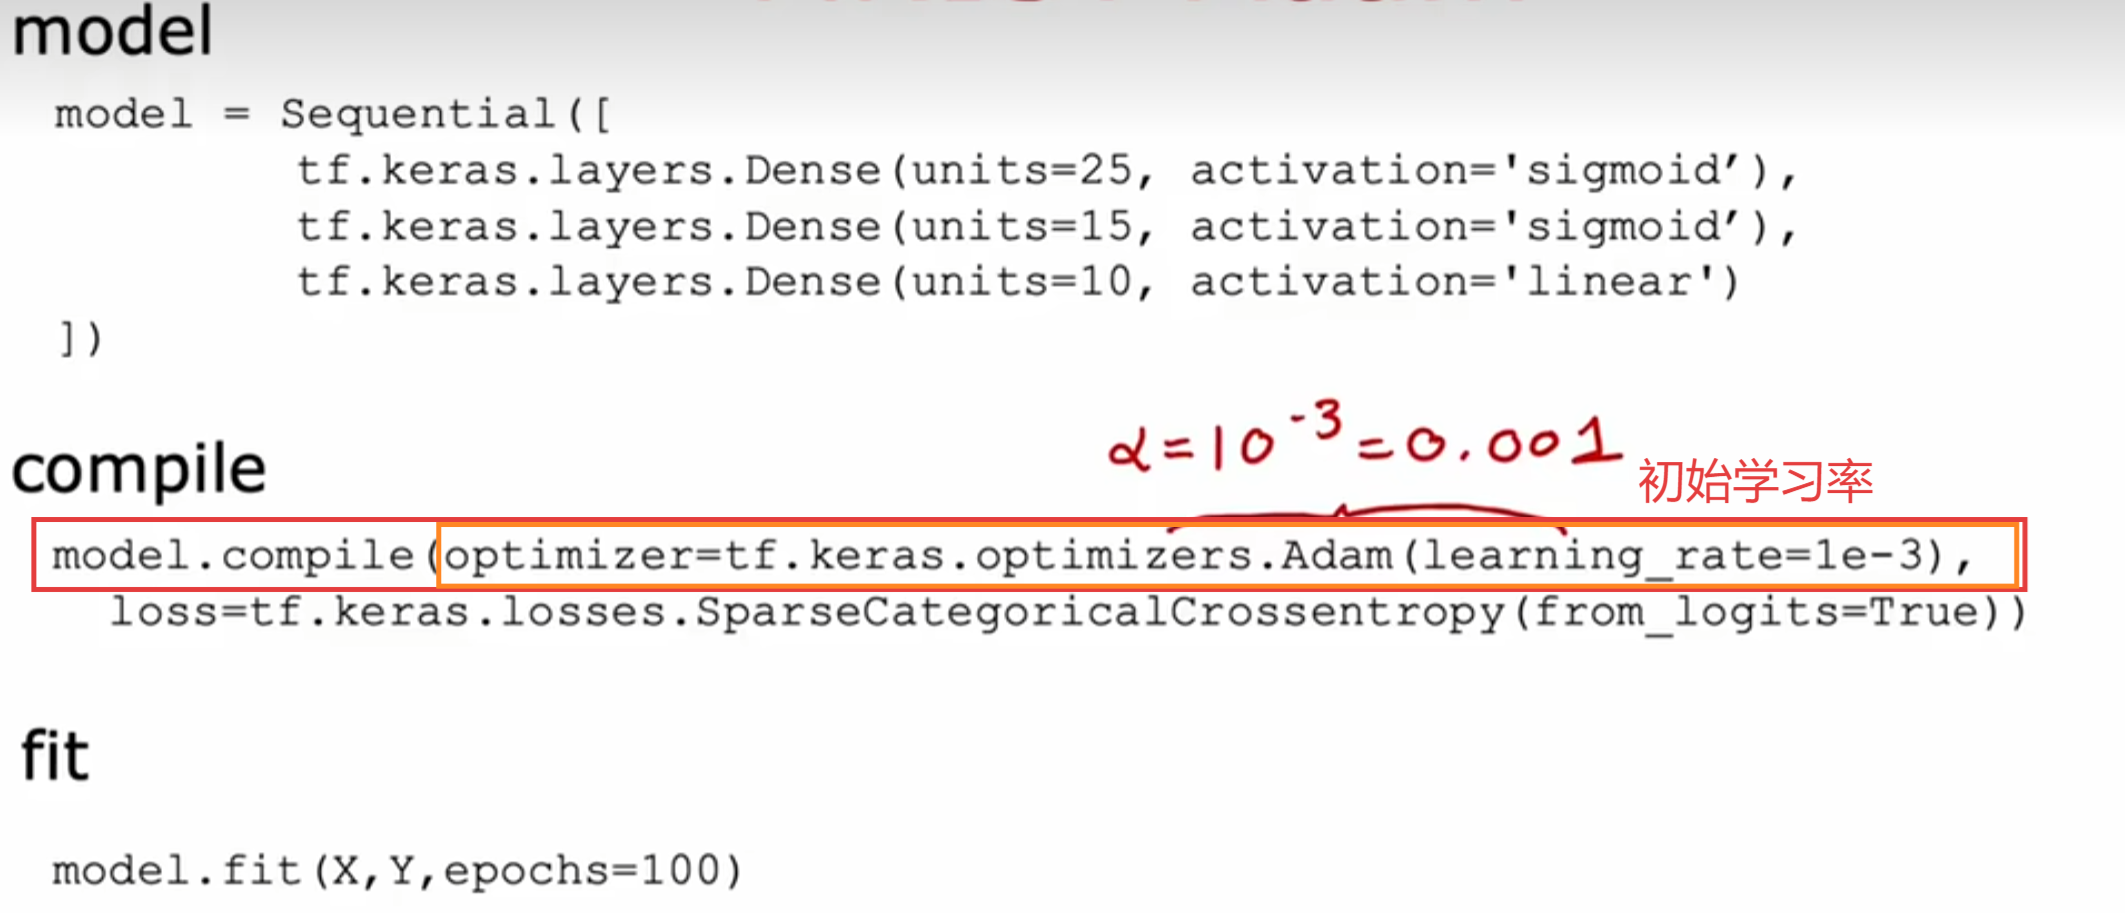 model
model = Sequential([
tf.keras.layers.Dense(units=25, activation='sigmoid’),
tf.keras.layers.Dense(units=15, activation='sigmoid’),
tf.keras.layers.Dense(units=10, activation='linear')
])
α=10⁻³=0.001
初始学习率
compile
model.compile(optimizer=tf.keras.optimizers.Adam(learning_rate=1e-3),
loss=tf.keras.losses.SparseCategoricalCrossentropy(from_logits=True))
fit
model.fit(X,Y,epochs=100)